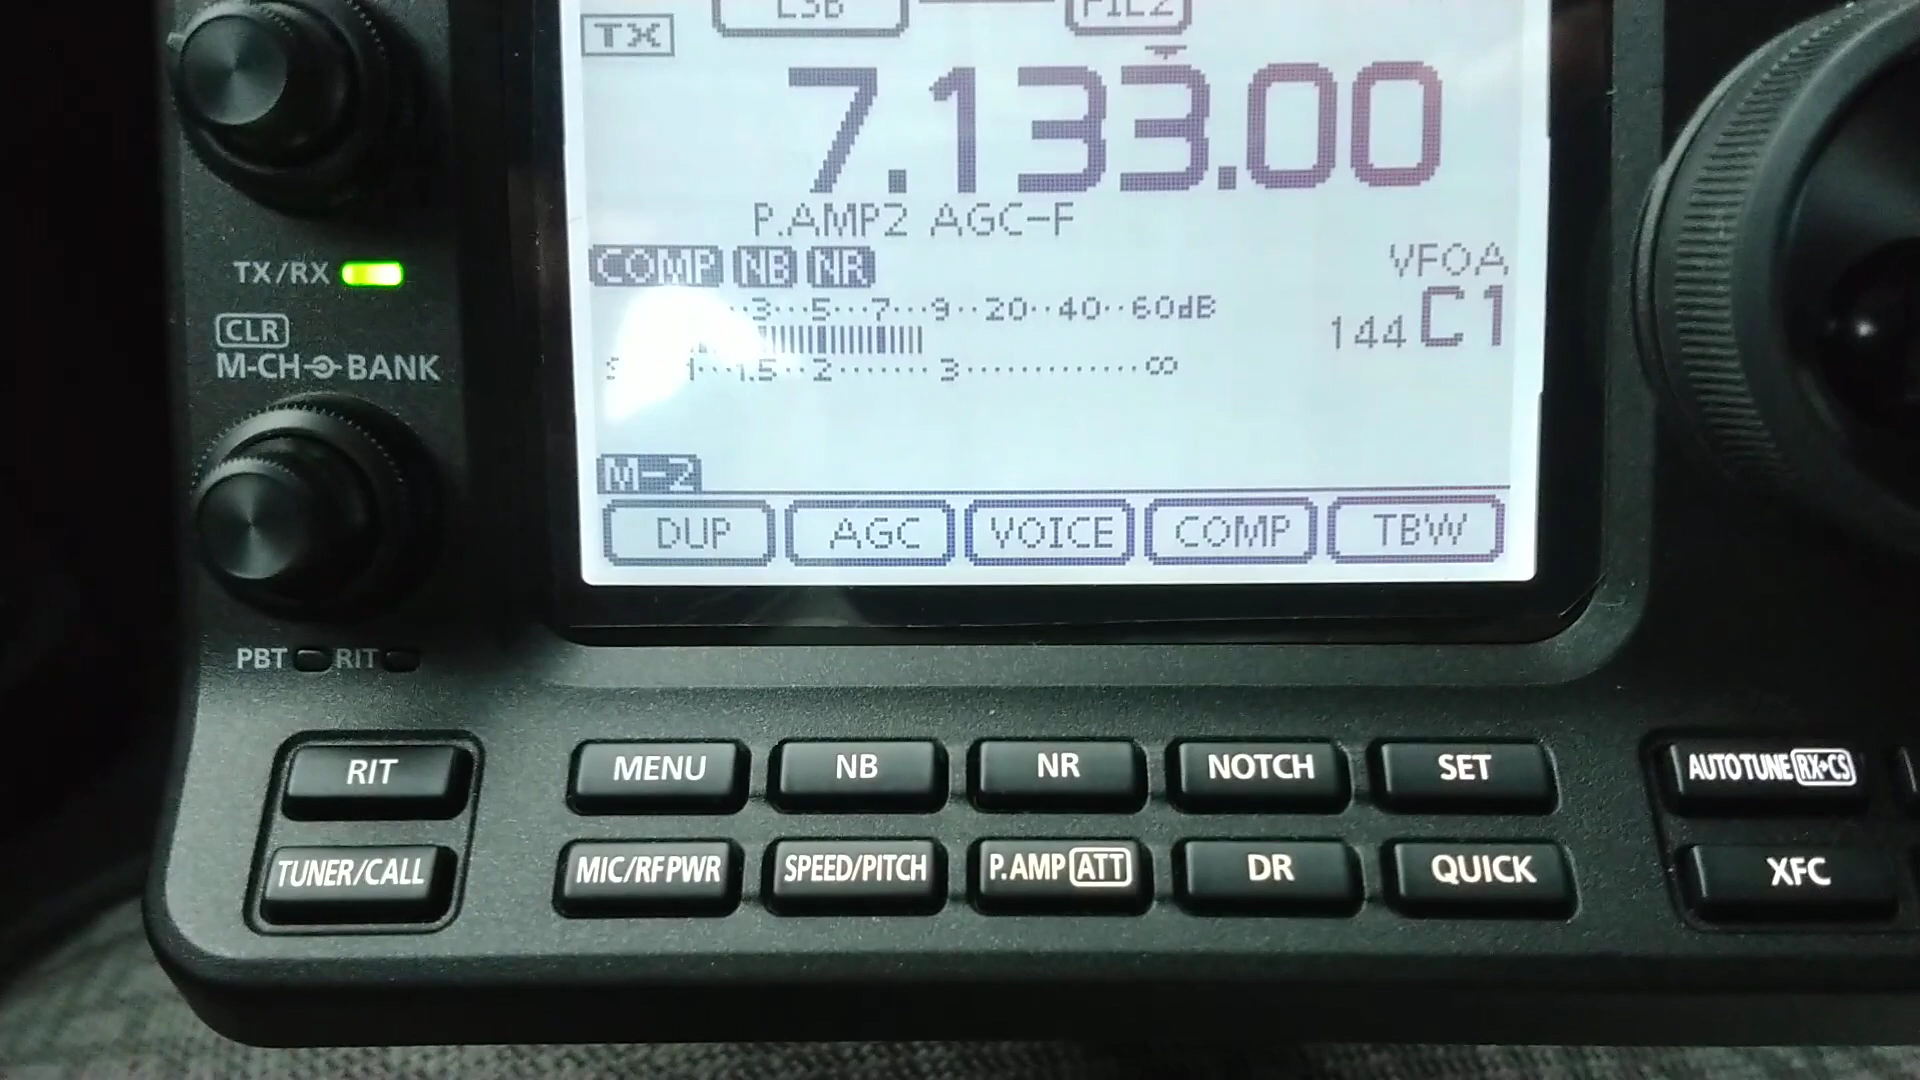 LSB FIL2
TX
7.133.00
P.AMP2 AGC-F
COMP NB NR
VFOA
3 5 7 9 20 40 60dB
144 C1
1 1.5 2 3 ∞
M-2
DUP AGC VOICE COMP TBW
TX/RX
CLR
M-CH BANK
PBT RIT
RIT MENU NB NR NOTCH SET AUTOTUNE RX→CS
TUNER/CALL MIC/RF PWR SPEED/PITCH P.AMP ATT DR QUICK XFC